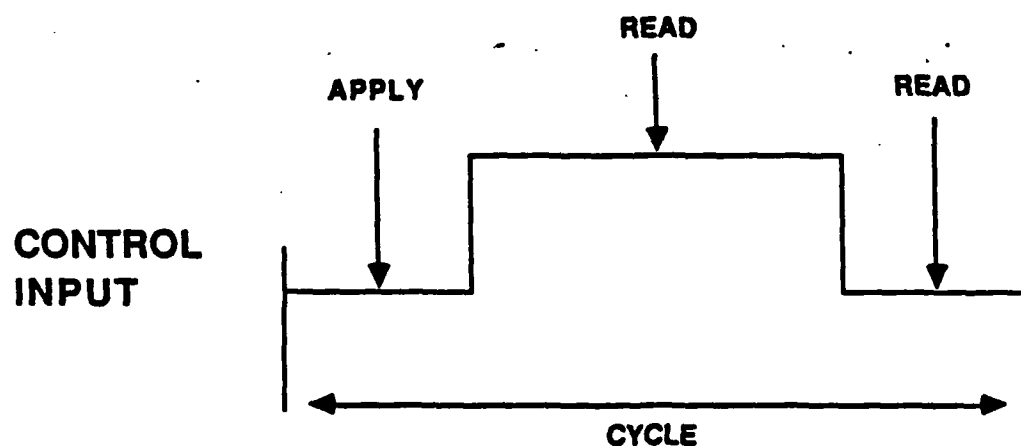 READ
APPLY
READ
CONTROL
INPUT
CYCLE